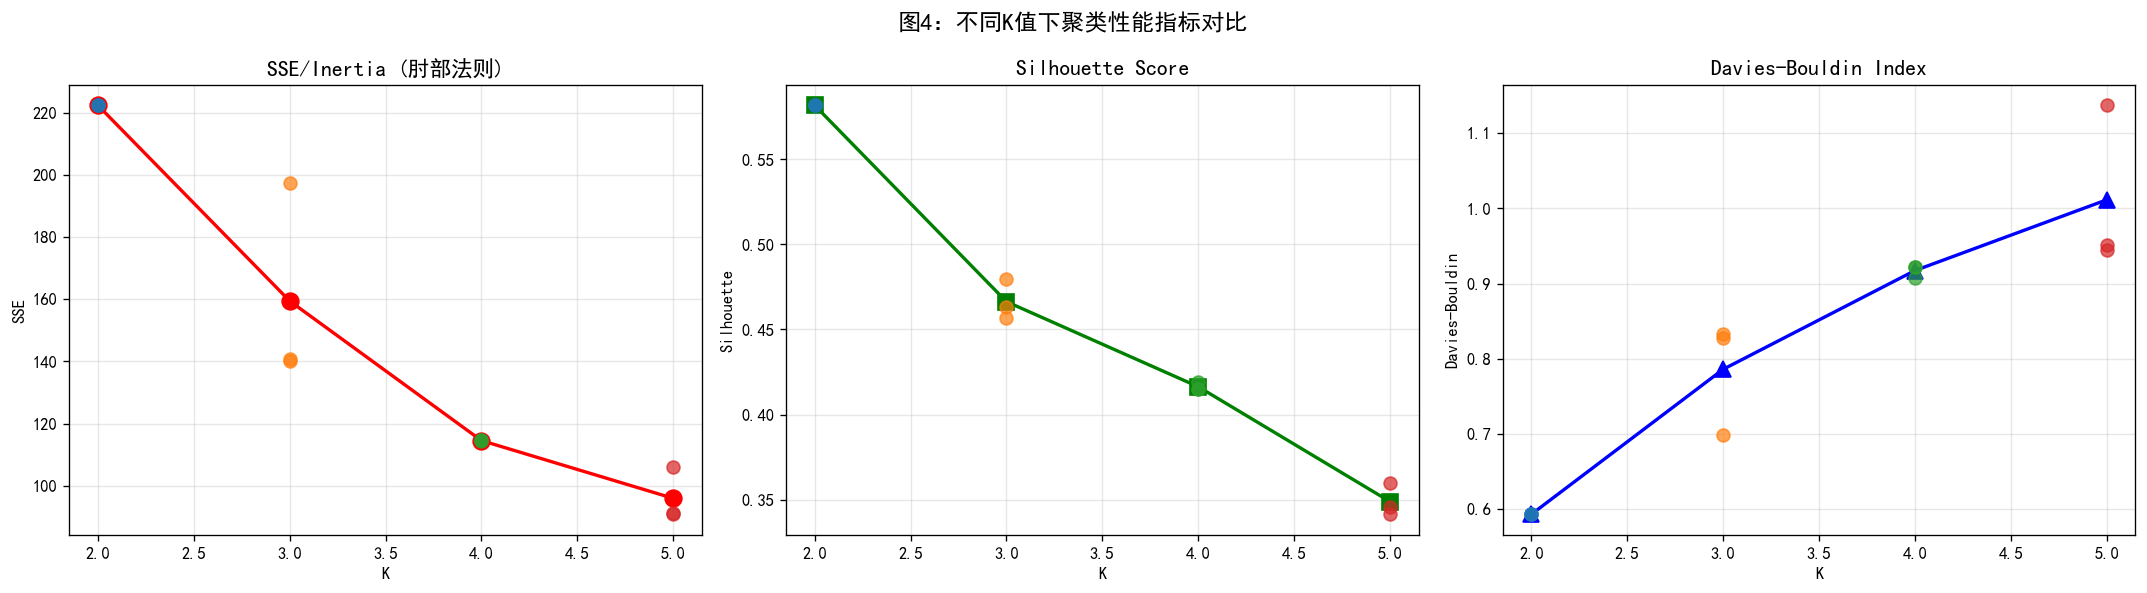 图4：不同K值下聚类性能指标对比
SSE/Inertia (肘部法则)
SSE
220
200
180
160
140
120
100
2.0 2.5 3.0 3.5 4.0 4.5 5.0
K
Silhouette Score
Silhouette
0.55
0.50
0.45
0.40
0.35
2.0 2.5 3.0 3.5 4.0 4.5 5.0
K
Davies-Bouldin Index
Davies-Bouldin
1.1
1.0
0.9
0.8
0.7
0.6
2.0 2.5 3.0 3.5 4.0 4.5 5.0
K